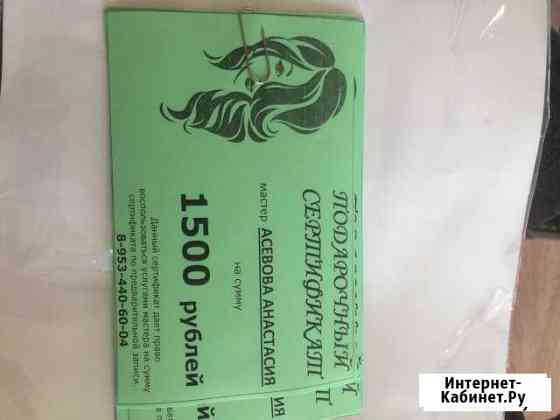 ПОДАРОЧНЫЙ
СЕРТИФИКАТ
мастер АСЕВОВА АНАСТАСИЯ
на сумму
1500 рублей
Данный сертификат дает право
воспользоваться услугами мастера на сумму
сертификата по предварительной записи.
8-953-440-60-04
Интернет-
Кабинет.Ру